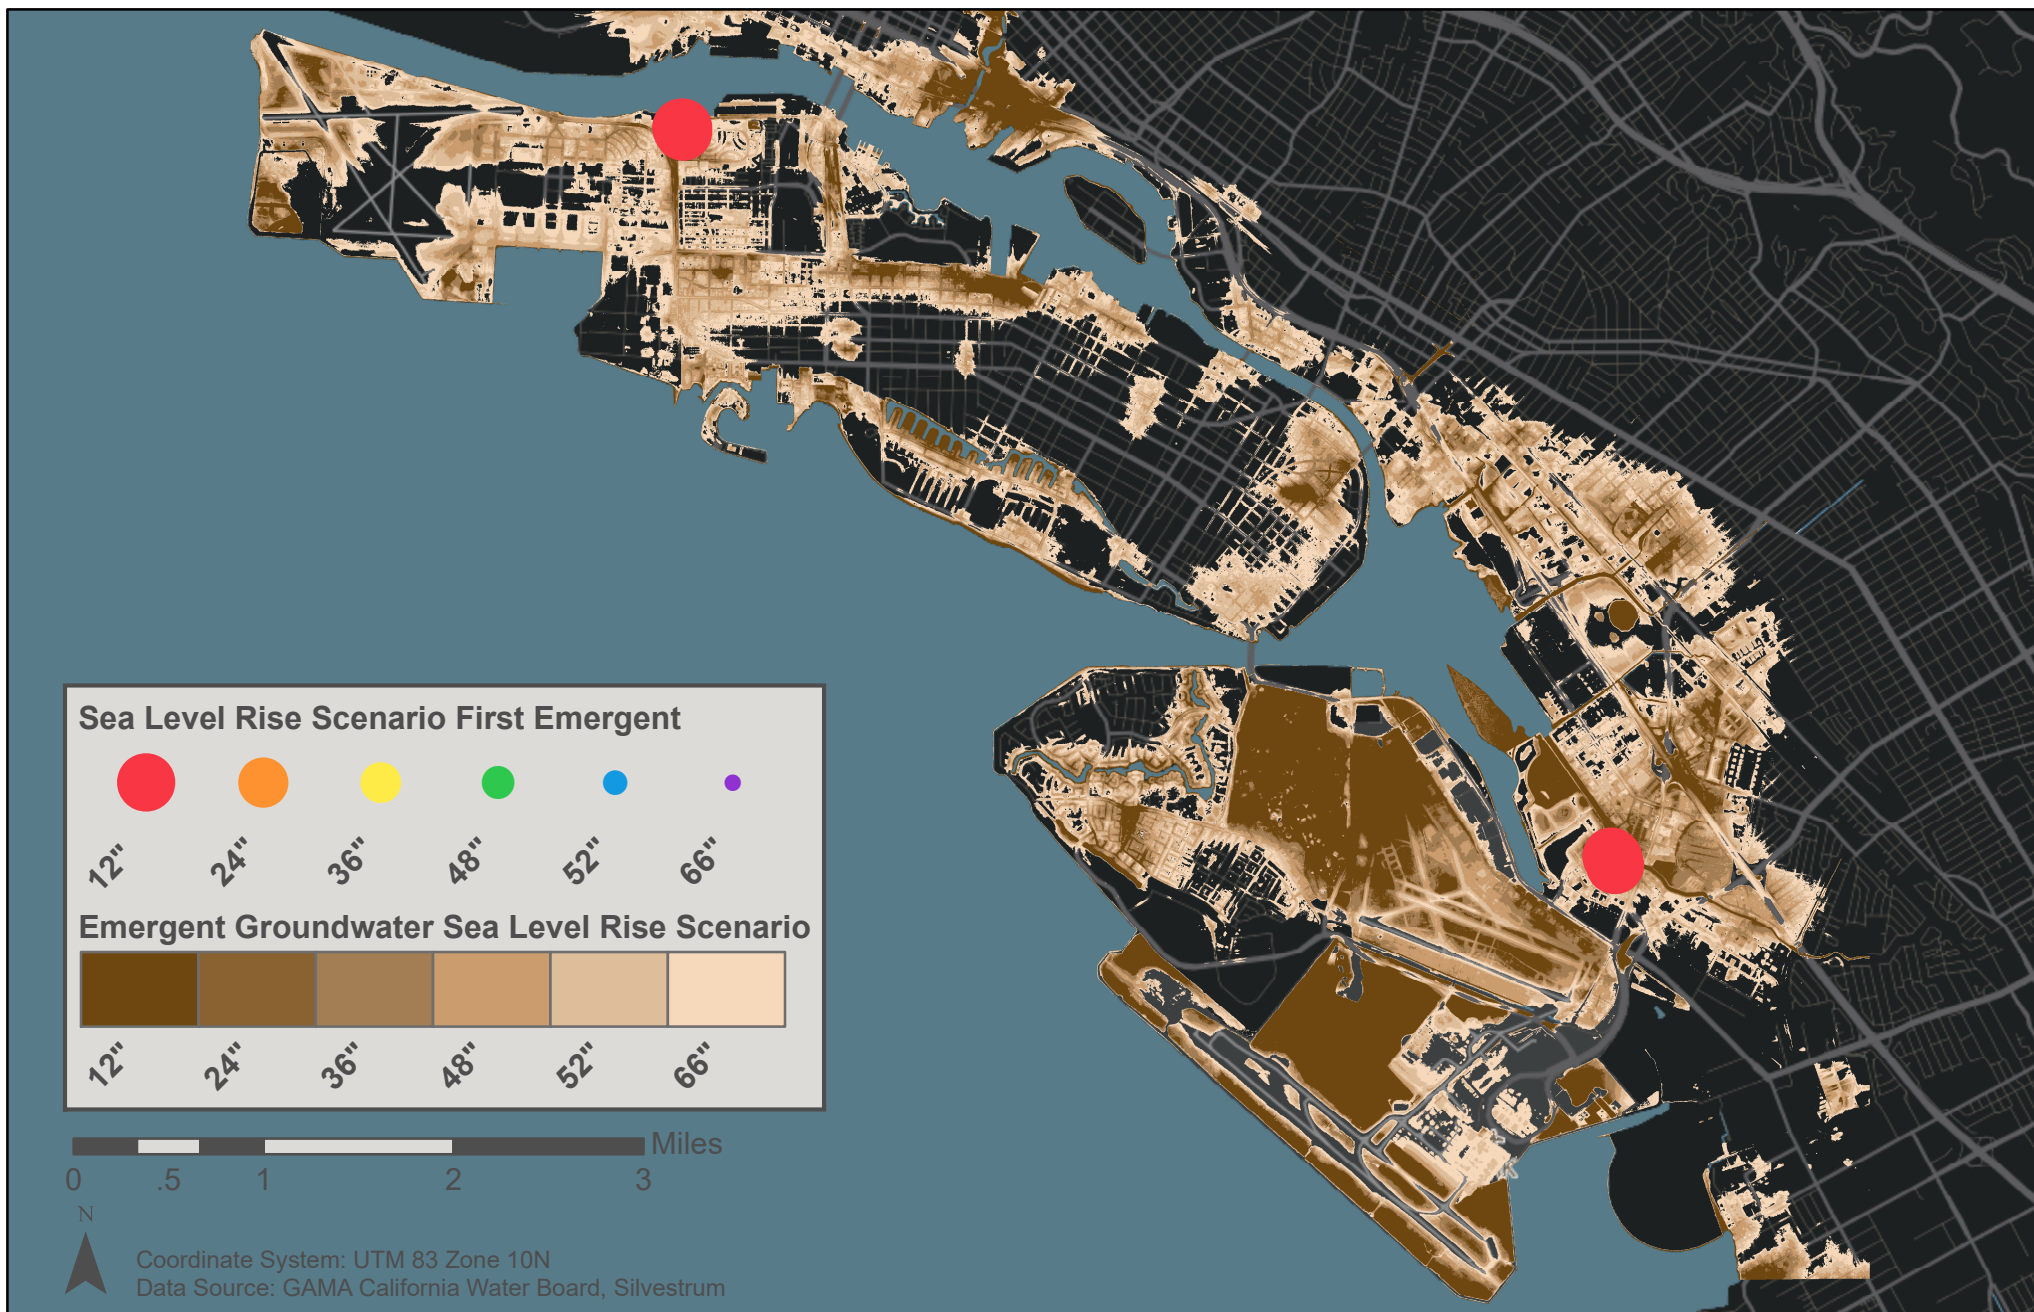 Sea Level Rise Scenario First Emergent
12" 24" 36" 48" 52" 66"
Emergent Groundwater Sea Level Rise Scenario
12" 24" 36" 48" 52" 66"
Miles
0 .5 1 2 3
N
Coordinate System: UTM 83 Zone 10N
Data Source: GAMA California Water Board, Silvestrum